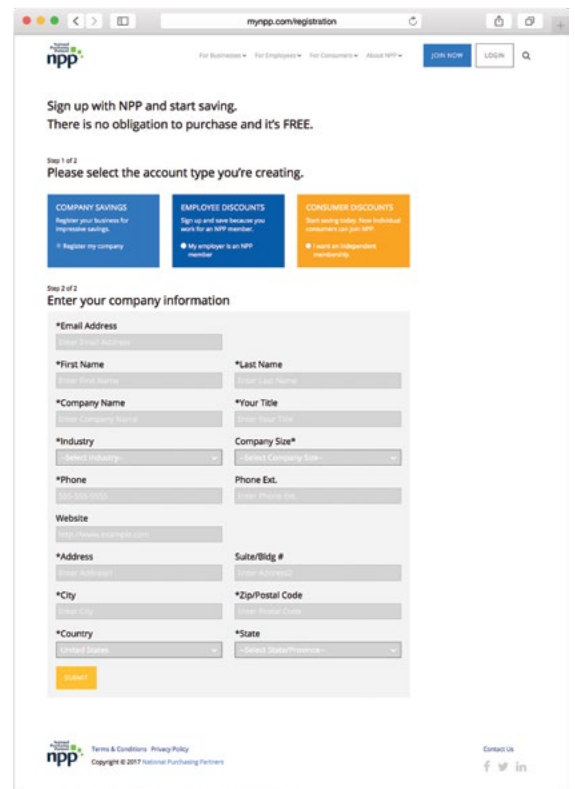 mynpp.com/registration
National
Purchasing
Partners
npp
For Businesses
For Employees
For Consumers
About NPP
JOIN NOW
LOGIN
Sign up with NPP and start saving.
There is no obligation to purchase and it's FREE.
Step 1 of 2
Please select the account type you're creating.
COMPANY SAVINGS
Register your business for
impressive savings.
Register my company
EMPLOYEE DISCOUNTS
Sign up and save because you
work for an NPP member.
My employer is an NPP
member
CONSUMER DISCOUNTS
Start saving today. Now individual
consumers can join NPP.
I want an independent
membership.
Step 2 of 2
Enter your company information
*Email Address
Enter Email Address
*First Name
Enter First Name
*Last Name
Enter Last Name
*Company Name
Enter Company Name
*Your Title
Enter Your Title
*Industry
--Select Industry--
Company Size*
--Select Company Size--
*Phone
555-555-5555
Phone Ext.
Enter Phone Ext.
Website
http://www.example.com
*Address
Enter Address1
Suite/Bldg #
Enter Address2
*City
Enter City
*Zip/Postal Code
Enter Postal Code
*Country
United States
*State
--Select State/Province--
SUBMIT
npp
Terms & Conditions Privacy Policy
Copyright © 2017 National Purchasing Partners
Contact Us